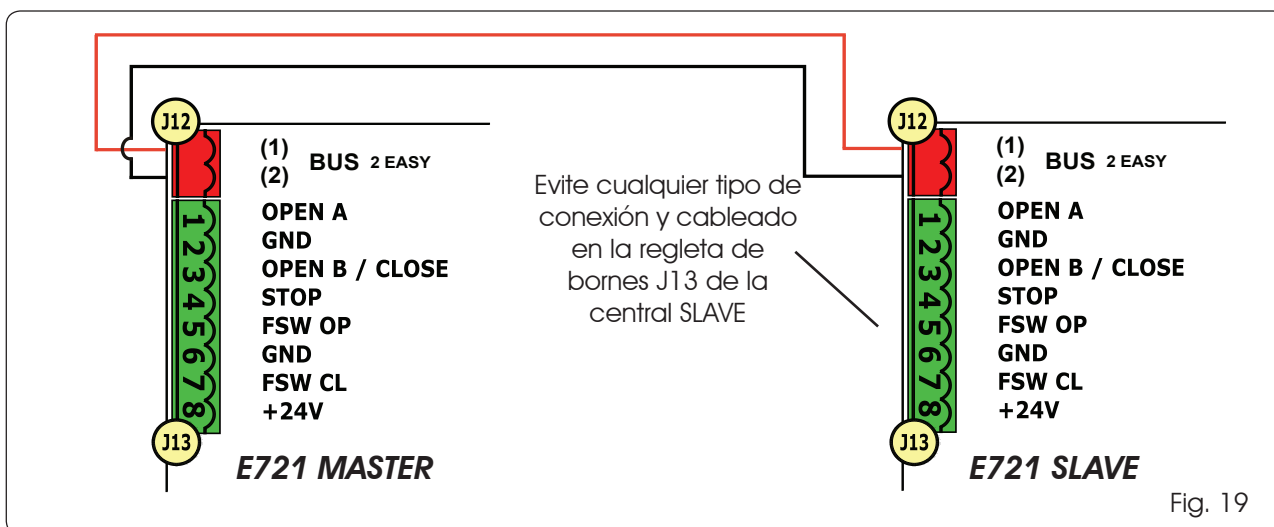 J12
(1)
(2)
BUS 2 EASY
1 OPEN A
2 GND
3 OPEN B / CLOSE
4 STOP
5 FSW OP
6 GND
7 FSW CL
8 +24V
J13
E721 MASTER
Evite cualquier tipo de
conexión y cableado
en la regleta de
bornes J13 de la
central SLAVE
J12
(1)
(2)
BUS 2 EASY
1 OPEN A
2 GND
3 OPEN B / CLOSE
4 STOP
5 FSW OP
6 GND
7 FSW CL
8 +24V
J13
E721 SLAVE
Fig. 19